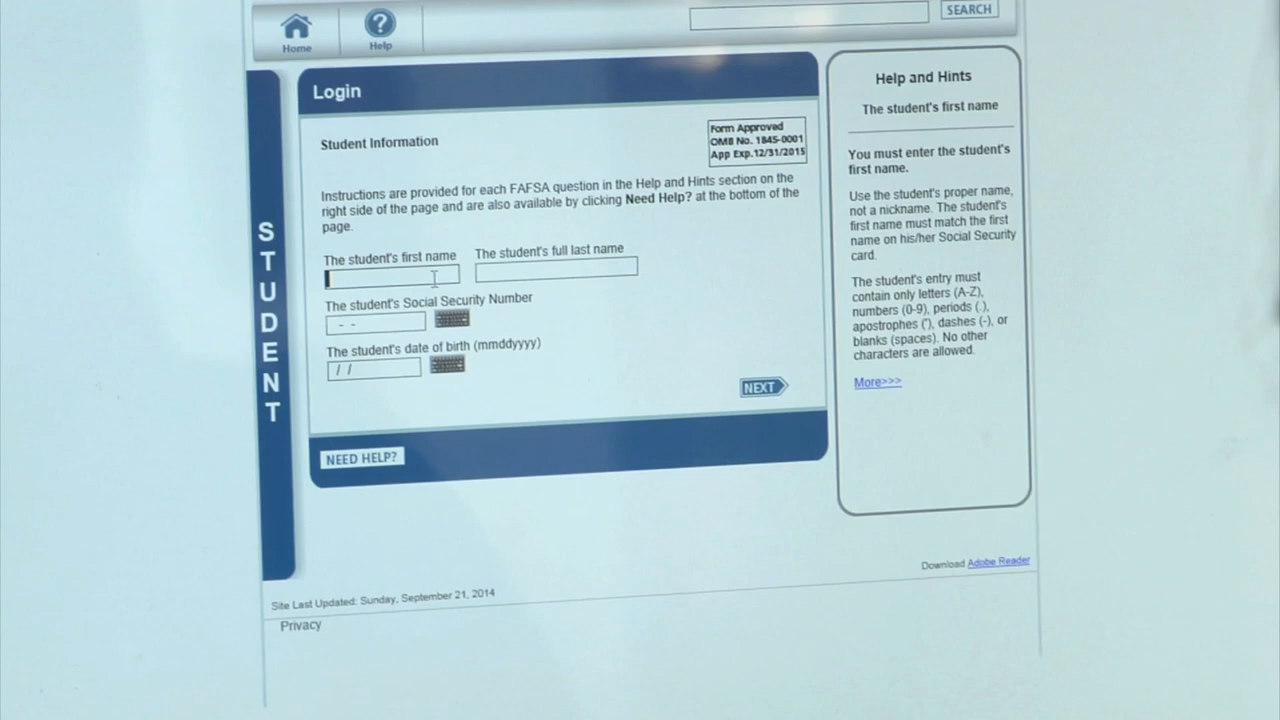 Home
Help
SEARCH
Login
Student Information
Form Approved
OMB No. 1845-0001
App Exp.12/31/2015
Instructions are provided for each FAFSA question in the Help and Hints section on the
right side of the page and are also available by clicking Need Help? at the bottom of the
page.
The student's first name
The student's full last name
The student's Social Security Number
- -
The student's date of birth (mmddyyyy)
/ /
NEXT
NEED HELP?
STUDENT
Help and Hints
The student's first name
You must enter the student's
first name.
Use the student's proper name,
not a nickname. The student's
first name must match the first
name on his/her Social Security
card.
The student's entry must
contain only letters (A-Z),
numbers (0-9), periods (.),
apostrophes ('), dashes (-), or
blanks (spaces). No other
characters are allowed.
More>>>
Download Adobe Reader
Site Last Updated: Sunday, September 21, 2014
Privacy